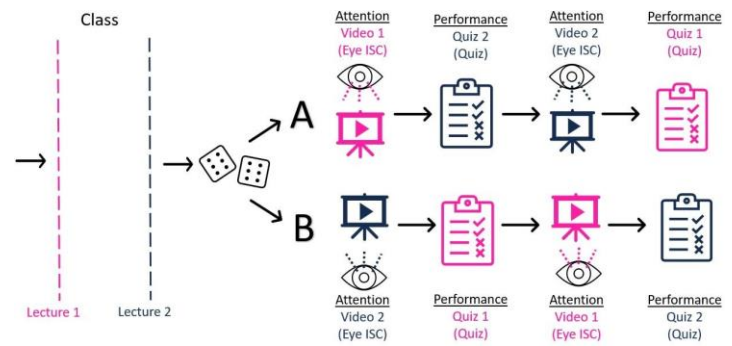 Class
Lecture 1
Lecture 2
A
Attention
Video 1
(Eye ISC)
Performance
Quiz 2
(Quiz)
Attention
Video 2
(Eye ISC)
Performance
Quiz 1
(Quiz)
B
Attention
Video 2
(Eye ISC)
Performance
Quiz 1
(Quiz)
Attention
Video 1
(Eye ISC)
Performance
Quiz 2
(Quiz)